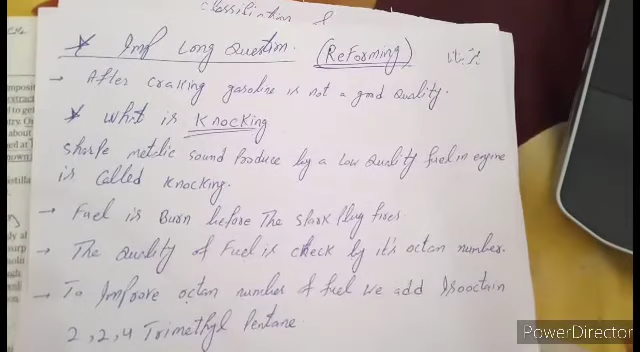 classification &
* Imp Long Question. (ReForming)
→ After cracking gasoline is not a good quality.
* What is Knocking
Sharpe metelic sound Produce by a Low Quality fuel in engine
is called Knocking.
→ Fuel is Burn before The spark plug fires.
→ The Quality of Fuel is check by it's octan number.
→ To Improve octan number of fuel we add Isooctain
2,2,4 Trimethyl Pentane
PowerDirector